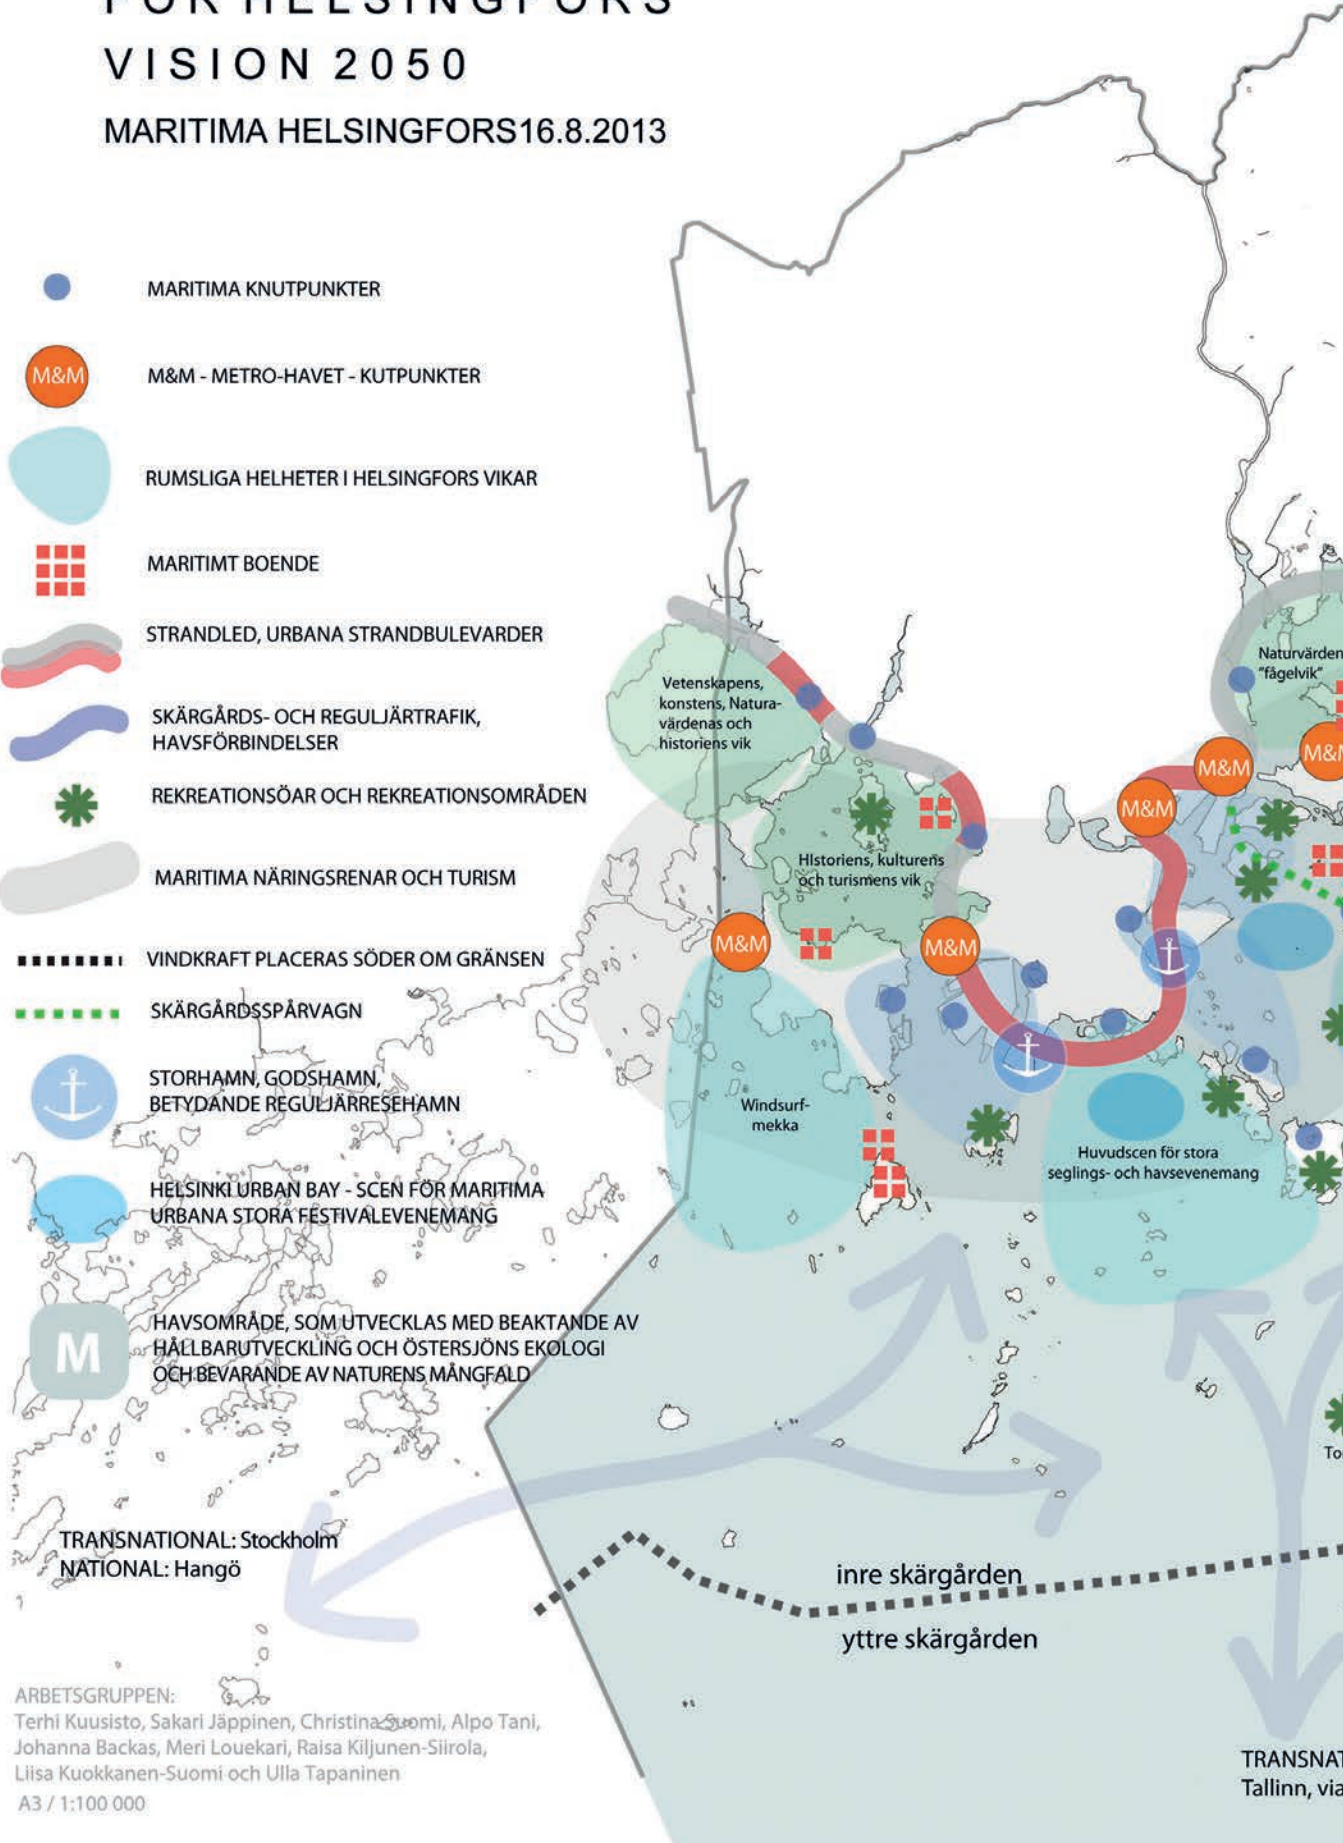 FÖR HELSINGFORS
VISION 2050
MARITIMA HELSINGFORS16.8.2013
MARITIMA KNUTPUNKTER
M&M
M&M - METRO-HAVET - KUTPUNKTER
RUMSLIGA HELHETER I HELSINGFORS VIKAR
MARITIMT BOENDE
STRANDLED, URBANA STRANDBULEVARDER
SKÄRGÅRDS- OCH REGULJÄRTRAFIK,
HAVSFÖRBINDELSER
REKREATIONSÖAR OCH REKREATIONSOMRÅDEN
MARITIMA NÄRINGSRENAR OCH TURISM
VINDKRAFT PLACERAS SÖDER OM GRÄNSEN
SKÄRGÅRDSSPÅRVAGN
STORHAMN, GODSHAMN,
BETYDANDE REGULJÄRRESEHAMN
HELSINKI URBAN BAY - SCEN FÖR MARITIMA
URBANA STORA FESTIVALEVENEMANG
M
HAVSOMRÅDE, SOM UTVECKLAS MED BEAKTANDE AV
HÅLLBARUTVECKLING OCH ÖSTERSJÖNS EKOLOGI
OCH BEVARANDE AV NATURENS MÅNGFALD
Vetenskapens,
konstens, Natura-
värdenas och
historiens vik
Naturvärden
"fågelvik"
M&M
M&M
M&M
HIstoriens, kulturens
och turismens vik
M&M
M&M
Windsurf-
mekka
Huvudscen för stora
seglings- och havsevenemang
To
TRANSNATIONAL: Stockholm
NATIONAL: Hangö
inre skärgården
yttre skärgården
ARBETSGRUPPEN:
Terhi Kuusisto, Sakari Jäppinen, Christina Suomi, Alpo Tani,
Johanna Backas, Meri Louekari, Raisa Kiljunen-Siirola,
Liisa Kuokkanen-Suomi och Ulla Tapaninen
A3 / 1:100 000
TRANSNAT
Tallinn, via